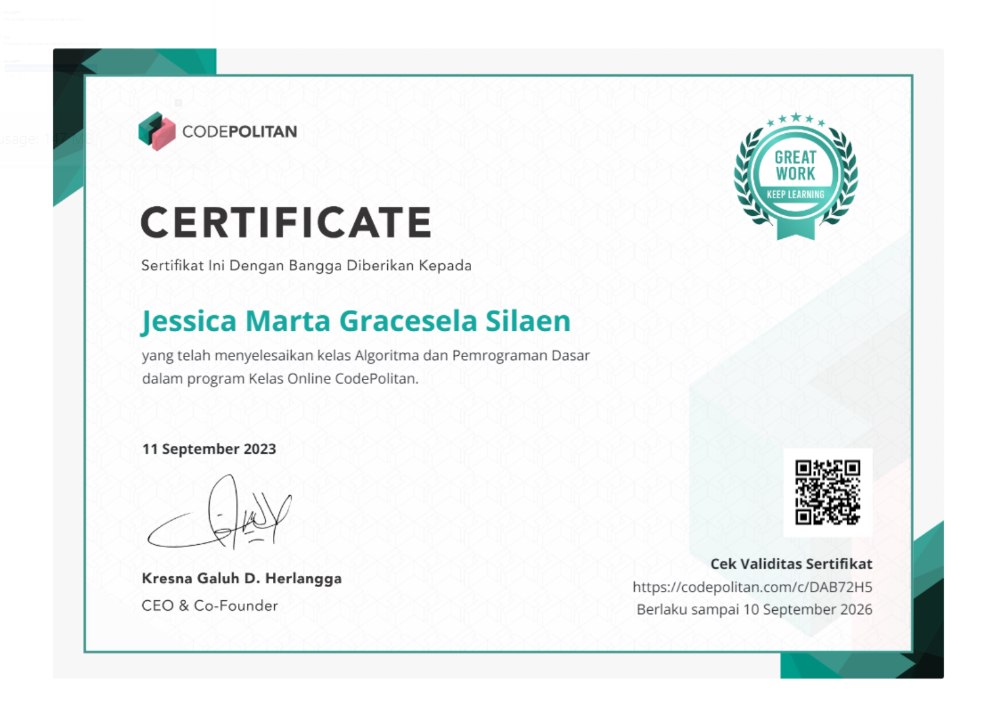 CODEPOLITAN
GREAT
WORK
KEEP LEARNING
CERTIFICATE
Sertifikat Ini Dengan Bangga Diberikan Kepada
Jessica Marta Gracesela Silaen
yang telah menyelesaikan kelas Algoritma dan Pemrograman Dasar
dalam program Kelas Online CodePolitan.
11 September 2023
Kresna Galuh D. Herlangga
CEO & Co-Founder
Cek Validitas Sertifikat
https://codepolitan.com/c/DAB72H5
Berlaku sampai 10 September 2026